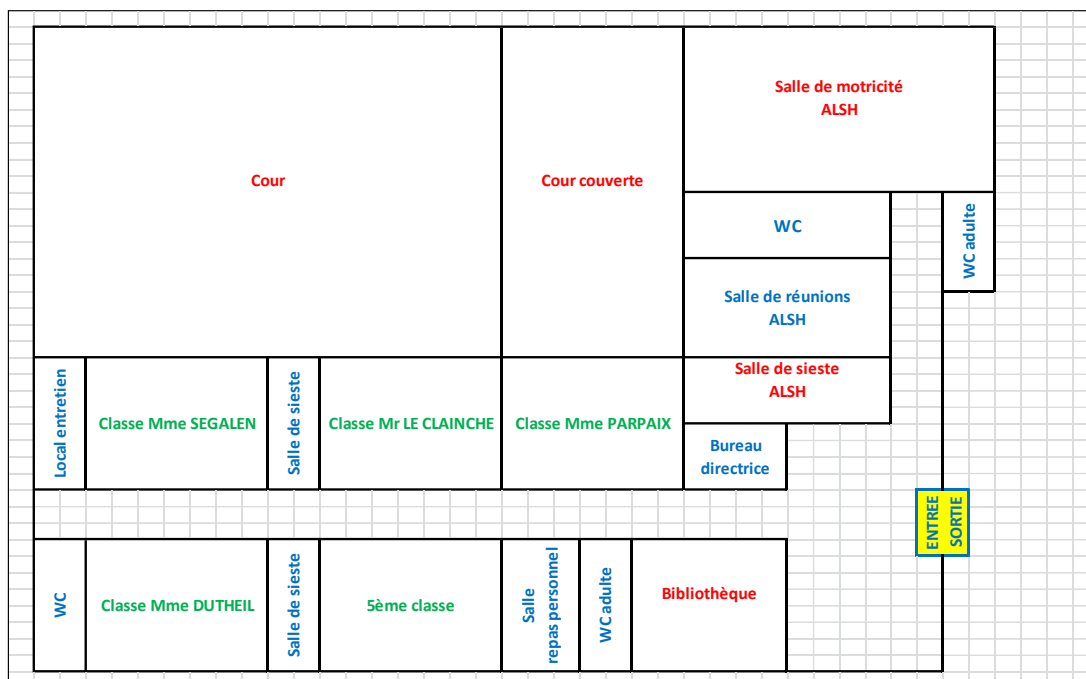 Salle de motricité
ALSH
Cour
Cour couverte
WC
WC adulte
Salle de réunions
ALSH
Salle de sieste
ALSH
Local entretien
Classe Mme SEGALEN
Salle de sieste
Classe Mr LE CLAINCHE
Classe Mme PARPAIX
Bureau
directrice
ENTREE
SORTIE
WC
Classe Mme DUTHEIL
Salle de sieste
5ème classe
Salle
repas personnel
WC adulte
Bibliothèque